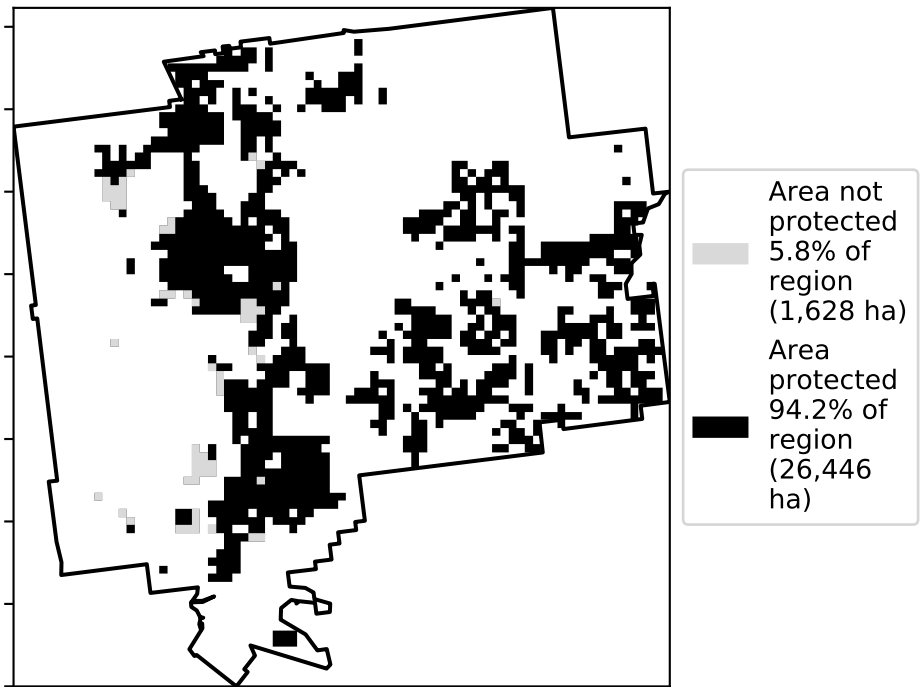 Area not
protected
5.8% of
region
(1,628 ha)
Area
protected
94.2% of
region
(26,446
ha)